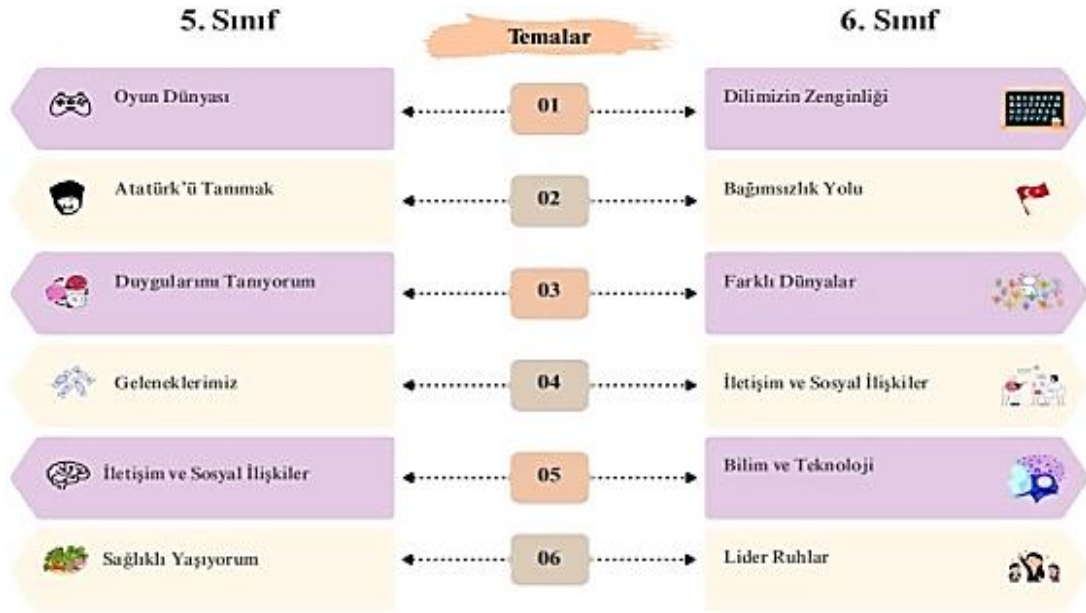 5. Sınıf
Temalar
6. Sınıf
Oyun Dünyası
01
Dilimizin Zenginliği
Atatürk'ü Tanımak
02
Bağımsızlık Yolu
Duygularımı Tanıyorum
03
Farklı Dünyalar
Geleneklerimiz
04
İletişim ve Sosyal İlişkiler
İletişim ve Sosyal İlişkiler
05
Bilim ve Teknoloji
Sağlıklı Yaşıyorum
06
Lider Ruhlar